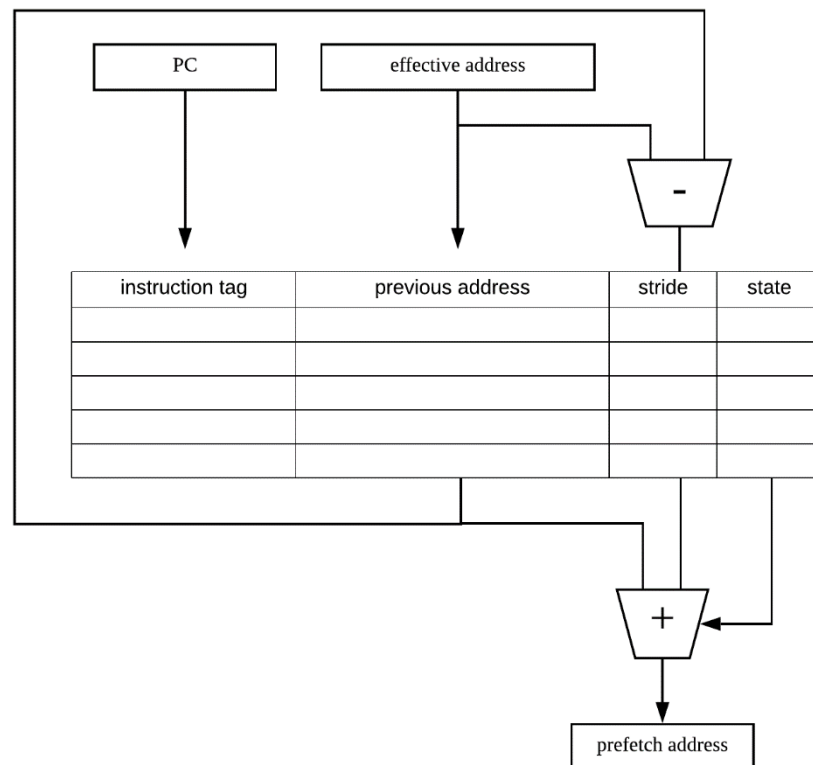 PC
effective address
-
instruction tag
previous address
stride
state
+
prefetch address